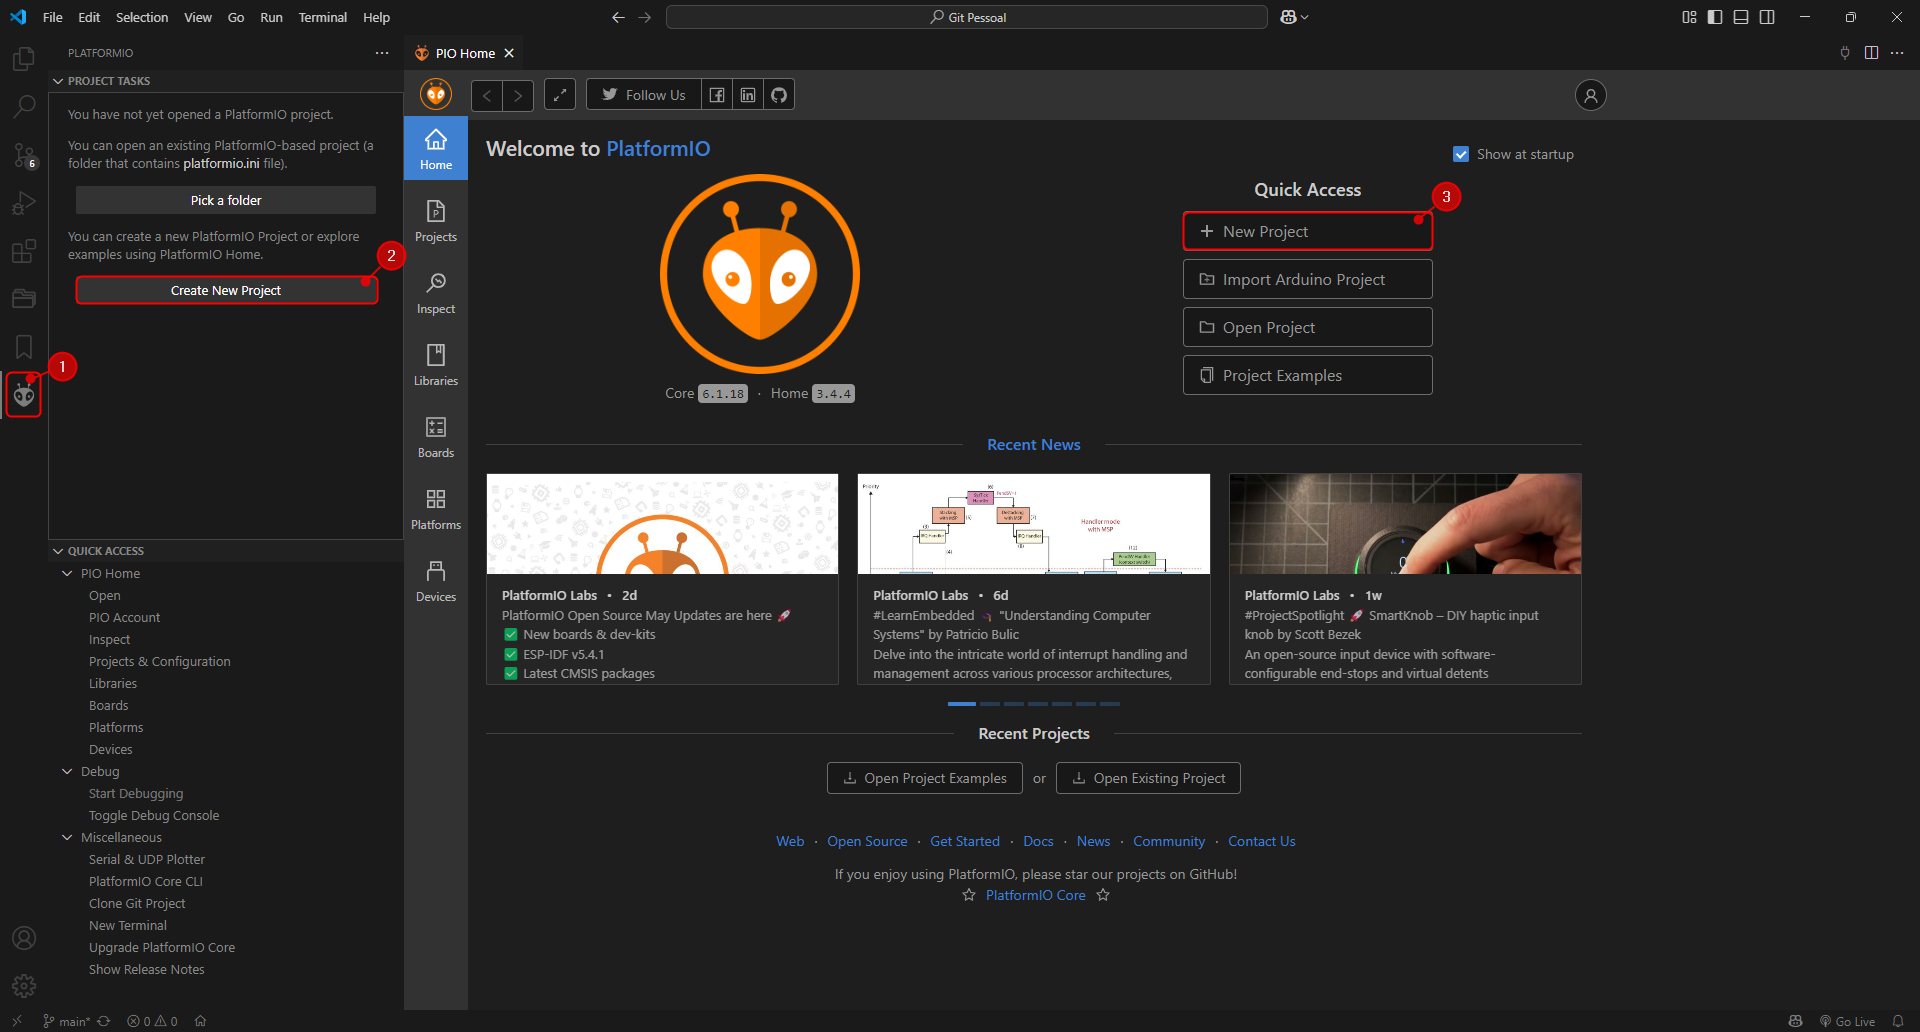 File Edit Selection View Go Run Terminal Help
Git Pessoal
PLATFORMIO
PIO Home
PROJECT TASKS
You have not yet opened a PlatformIO project.
You can open an existing PlatformIO-based project (a
folder that contains platformio.ini file).
Pick a folder
You can create a new PlatformIO Project or explore
examples using PlatformIO Home.
2
Create New Project
1
6
QUICK ACCESS
PIO Home
Open
PIO Account
Inspect
Projects & Configuration
Libraries
Boards
Platforms
Devices
Debug
Start Debugging
Toggle Debug Console
Miscellaneous
Serial & UDP Plotter
PlatformIO Core CLI
Clone Git Project
New Terminal
Upgrade PlatformIO Core
Show Release Notes
Follow Us
Home
Projects
Inspect
Libraries
Boards
Platforms
Devices
Welcome to PlatformIO
Show at startup
Quick Access
3
New Project
Import Arduino Project
Open Project
Project Examples
Core 6.1.18 · Home 3.4.4
Recent News
PlatformIO Labs • 2d
PlatformIO Open Source May Updates are here 🚀
✅ New boards & dev-kits
✅ ESP-IDF v5.4.1
✅ Latest CMSIS packages
Priority
Handler mode
with MSP
PlatformIO Labs • 6d
#LearnEmbedded "Understanding Computer
Systems" by Patricio Bulic
Delve into the intricate world of interrupt handling and
management across various processor architectures,
PlatformIO Labs • 1w
#ProjectSpotlight 🚀 SmartKnob – DIY haptic input
knob by Scott Bezek
An open-source input device with software-
configurable end-stops and virtual detents
Recent Projects
Open Project Examples or Open Existing Project
Web · Open Source · Get Started · Docs · News · Community · Contact Us
If you enjoy using PlatformIO, please star our projects on GitHub!
PlatformIO Core
main* 0 0
Go Live